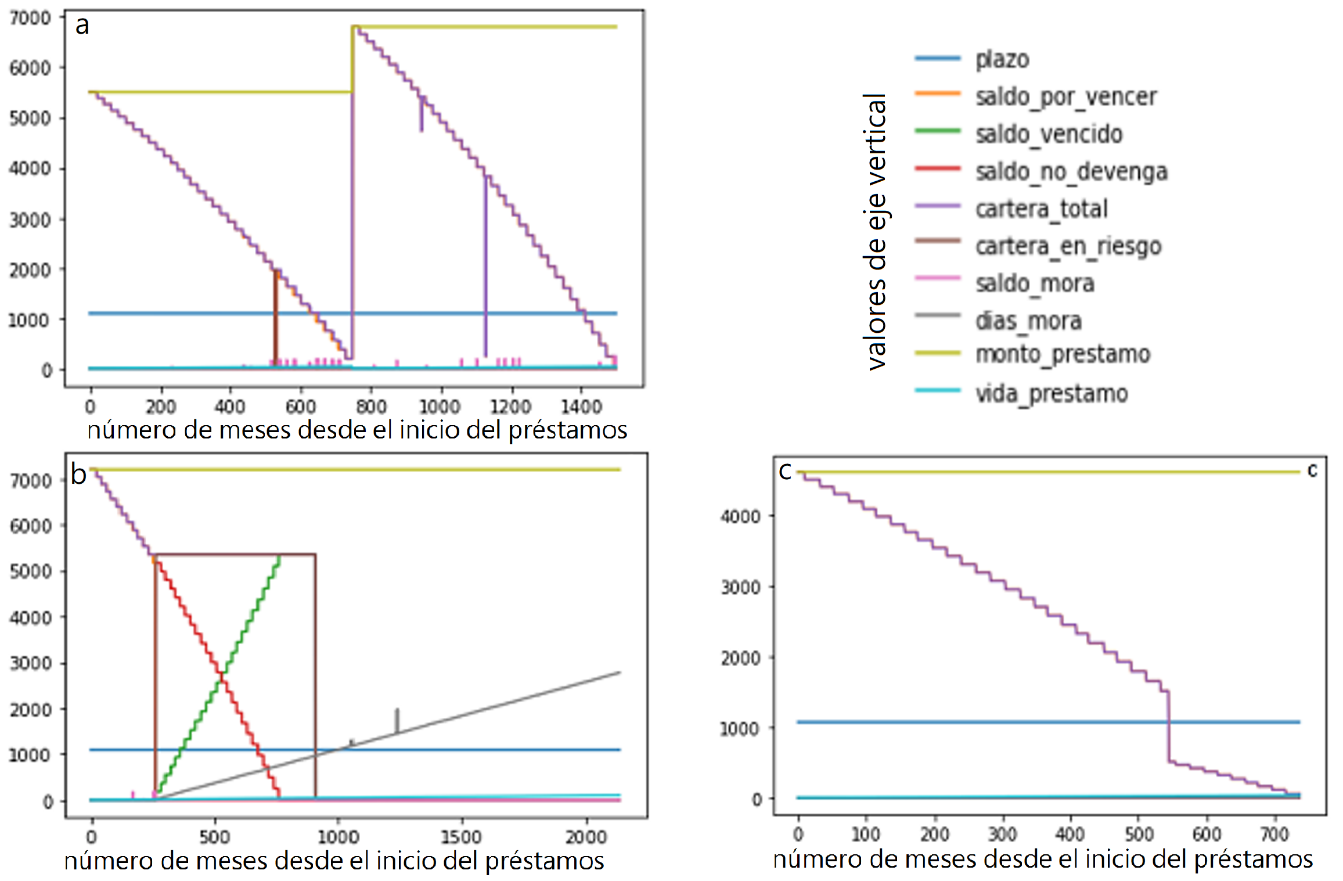 a
7000
6000
5000
4000
3000
2000
1000
0
0 200 400 600 800 1000 1200 1400
número de meses desde el inicio del préstamos
valores de eje vertical
plazo
saldo_por_vencer
saldo_vencido
saldo_no_devenga
cartera_total
cartera_en_riesgo
saldo_mora
dias_mora
monto_prestamo
vida_prestamo
b
7000
6000
5000
4000
3000
2000
1000
0
0 500 1000 1500 2000
número de meses desde el inicio del préstamos
c c
4000
3000
2000
1000
0
0 100 200 300 400 500 600 700
número de meses desde el inicio del préstamos